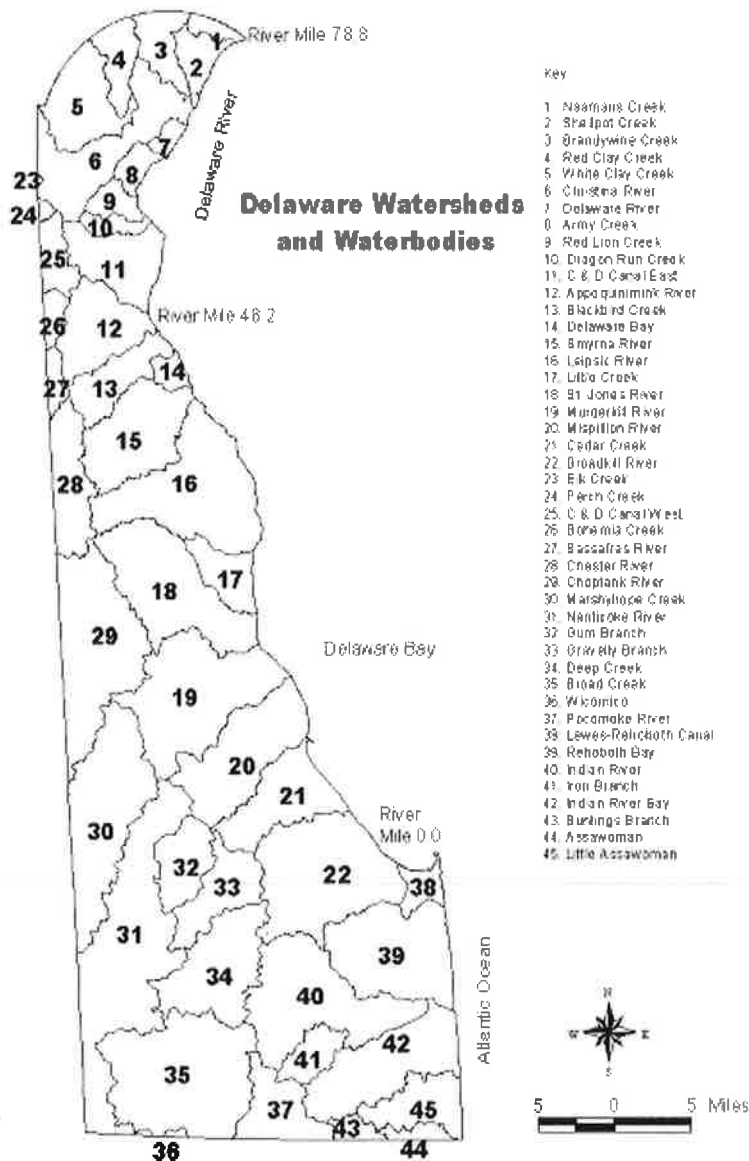 River Mile 78.8
Delaware River
Delaware Watersheds
and Waterbodies
River Mile 48.2
Delaware Bay
River
Mile 0.0
Atlantic Ocean
1
2
3
4
5
6
7
8
9
10
11
12
13
14
15
16
17
18
19
20
21
22
23
24
25
26
27
28
29
30
31
32
33
34
35
36
37
38
39
40
41
42
43
44
45
Key
1 Naamans Creek
2 Shellpot Creek
3 Brandywine Creek
4 Red Clay Creek
5 White Clay Creek
6 Christina River
7 Delaware River
8 Army Creek
9 Red Lion Creek
10. Dragon Run Creek
11. C & D Canal East
12. Appoquinimink River
13. Blackbird Creek
14. Delaware Bay
15. Smyrna River
16. Leipsic River
17. Little Creek
18. St Jones River
19. Murderkill River
20. Mispillion River
21. Cedar Creek
22. Broadkill River
23. Elk Creek
24. Perch Creek
25. C & D Canal West
26. Bohemia Creek
27. Sassafras River
28. Chester River
29. Choptank River
30. Marshyhope Creek
31. Nanticoke River
32. Gum Branch
33. Gravelly Branch
34. Deep Creek
35. Broad Creek
36. Wicomico
37. Pocomoke River
38. Lewes-Rehoboth Canal
39. Rehoboth Bay
40. Indian River
41. Iron Branch
42. Indian River Bay
43. Buntings Branch
44. Assawoman
45. Little Assawoman
N
W E
S
5 0 5 Miles